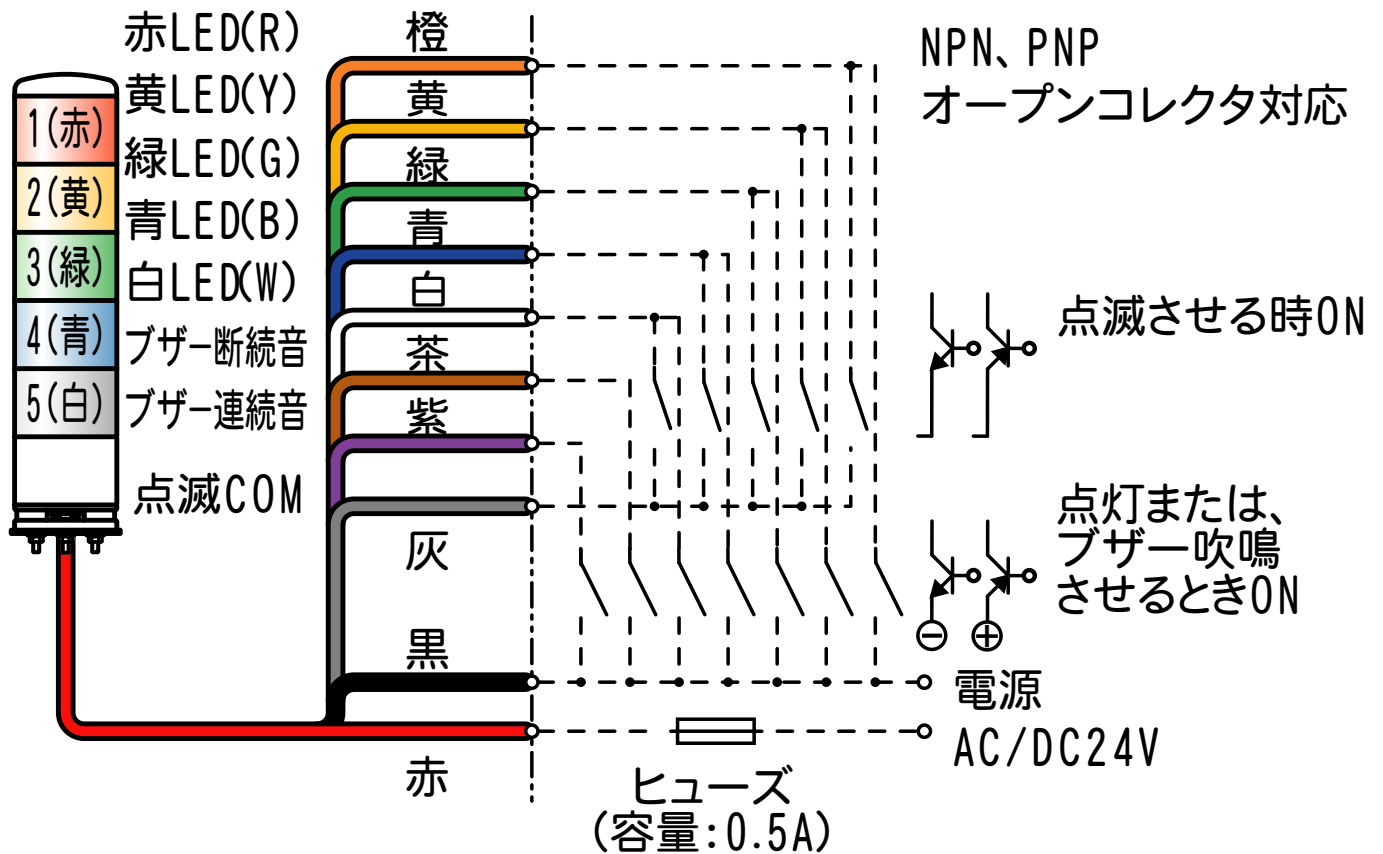 赤LED(R)
黄LED(Y)
緑LED(G)
青LED(B)
白LED(W)
ブザー断続音
ブザー連続音
点滅COM
1(赤)
2(黄)
3(緑)
4(青)
5(白)
橙
黄
緑
青
白
茶
紫
灰
黒
赤
NPN、PNP
オープンコレクタ対応
点滅させる時ON
点灯または、
ブザー吹鳴
させるときON
電源
AC/DC24V
ヒューズ
(容量:0.5A)